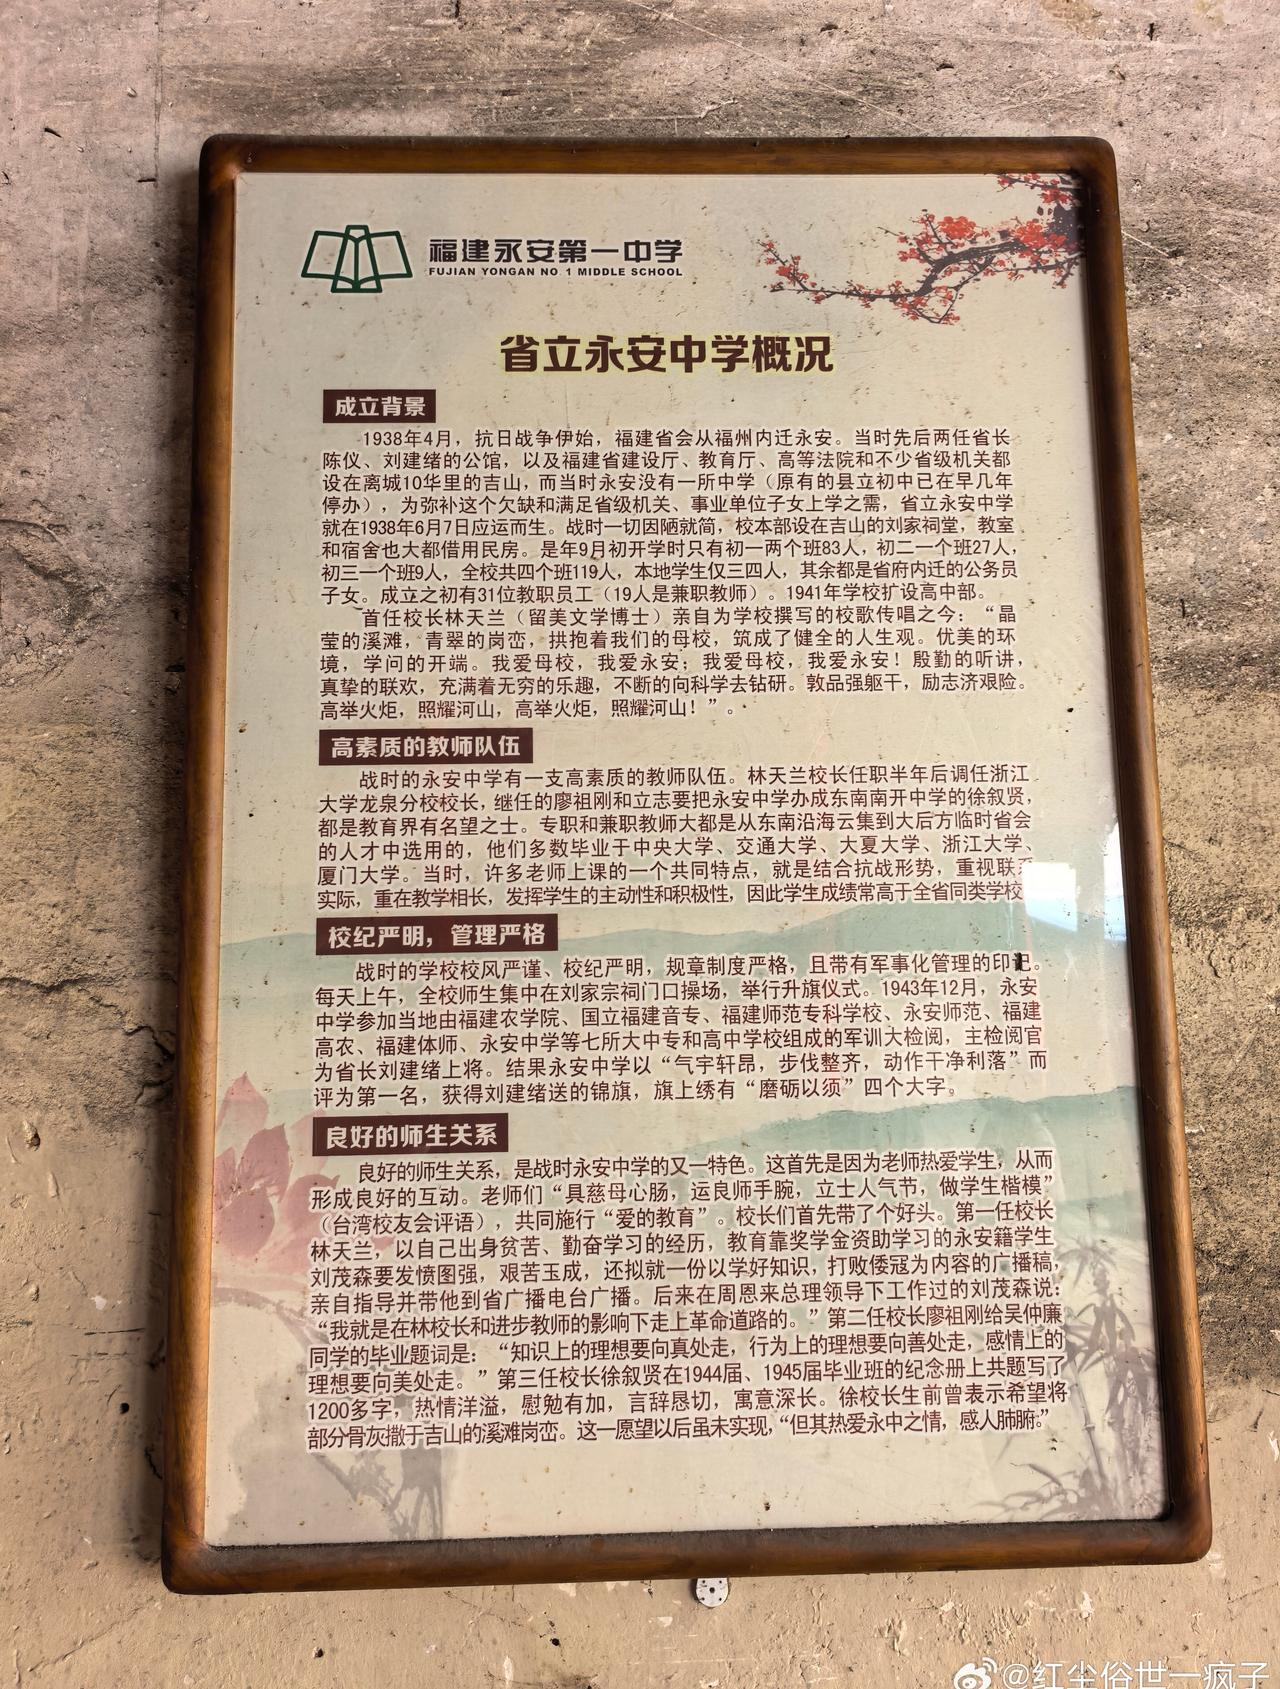 福建永安第一中学
FUJIAN YONGAN NO 1 MIDDLE SCHOOL
省立永安中学概况
成立背景
1938年4月，抗日战争伊始，福建省会从福州内迁永安。当时先后两任省长
陈仪、刘建绪的公馆，以及福建省建设厅、教育厅、高等法院和不少省级机关都
设在离城10华里的吉山，而当时永安没有一所中学（原有的县立初中已在早几年
停办），为弥补这个欠缺和满足省级机关、事业单位子女上学之需，省立永安中学
就在1938年6月7日应运而生。战时一切因陋就简，校本部设在吉山的刘家祠堂，教室
和宿舍也大都借用民房。是年9月初开学时只有初一两个班83人，初二一个班27人，
初三一个班9人，全校共四个班119人，本地学生仅三四人，其余都是省府内迁的公务员
子女。成立之初有31位教职员工（19人是兼职教师）。1941年学校扩设高中部。
首任校长林天兰（留美文学博士）亲自为学校撰写的校歌传唱之今：“晶
莹的溪滩，青翠的岗峦，拱抱着我们的母校，筑成了健全的人生观。优美的环
境，学问的开端。我爱母校，我爱永安；我爱母校，我爱永安！殷勤的听讲，
真挚的联欢，充满着无穷的乐趣，不断的向科学去钻研。敦品强躯干，励志济艰险。
高举火炬，照耀河山，高举火炬，照耀河山！”。
高素质的教师队伍
战时的永安中学有一支高素质的教师队伍。林天兰校长任职半年后调任浙江
大学龙泉分校校长，继任的廖祖刚和立志要把永安中学办成东南南开中学的徐叙贤，
都是教育界有名望之士。专职和兼职教师大都是从东南沿海云集到大后方临时省会
的人才中选用的，他们多数毕业于中央大学、交通大学、大夏大学、浙江大学、
厦门大学。当时，许多老师上课的一个共同特点，就是结合抗战形势，重视联系
实际，重在教学相长，发挥学生的主动性和积极性，因此学生成绩常高于全省同类学校
校纪严明，管理严格
战时的学校校风严谨、校纪严明，规章制度严格，且带有军事化管理的印记。
每天上午，全校师生集中在刘家宗祠门口操场，举行升旗仪式。1943年12月，永安
中学参加当地由福建农学院、国立福建音专、福建师范专科学校、永安师范、福建
高农、福建体师、永安中学等七所大中专和高中学校组成的军训大检阅，主检阅官
为省长刘建绪上将。结果永安中学以“气宇轩昂，步伐整齐，动作干净利落”而
评为第一名，获得刘建绪送的锦旗，旗上绣有“磨砺以须”四个大字。
良好的师生关系
良好的师生关系，是战时永安中学的又一特色。这首先是因为老师热爱学生，从而
形成良好的互动。老师们“具慈母心肠，运良师手腕，立士人气节，做学生楷模”
（台湾校友会评语），共同施行“爱的教育”。校长们首先带了个好头。第一任校长
林天兰，以自己出身贫苦、勤奋学习的经历，教育靠奖学金资助学习的永安籍学生
刘茂森要发愤图强，艰苦玉成，还拟就一份以学好知识，打败倭寇为内容的广播稿，
亲自指导并带他到省广播电台广播。后来在周恩来总理领导下工作过的刘茂森说：
“我就是在林校长和进步教师的影响下走上革命道路的。”第二任校长廖祖刚给吴仲廉
同学的毕业题词是：“知识上的理想要向真处走，行为上的理想要向善处走，感情上的
理想要向美处走。”第三任校长徐叙贤在1944届、1945届毕业班的纪念册上共题写了
1200多字，热情洋溢，慰勉有加，言辞恳切，寓意深长。徐校长生前曾表示希望将
部分骨灰撒于吉山的溪滩岗峦。这一愿望以后虽未实现，“但其热爱永中之情，感人肺腑。”
@红尘俗世一疯子